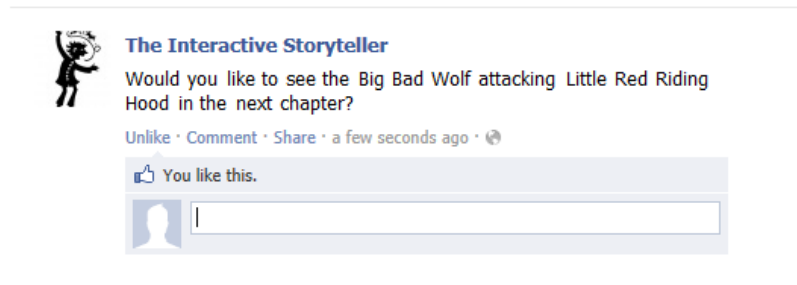 The Interactive Storyteller
Would you like to see the Big Bad Wolf attacking Little Red Riding
Hood in the next chapter?
Unlike · Comment · Share · a few seconds ago ·
You like this.